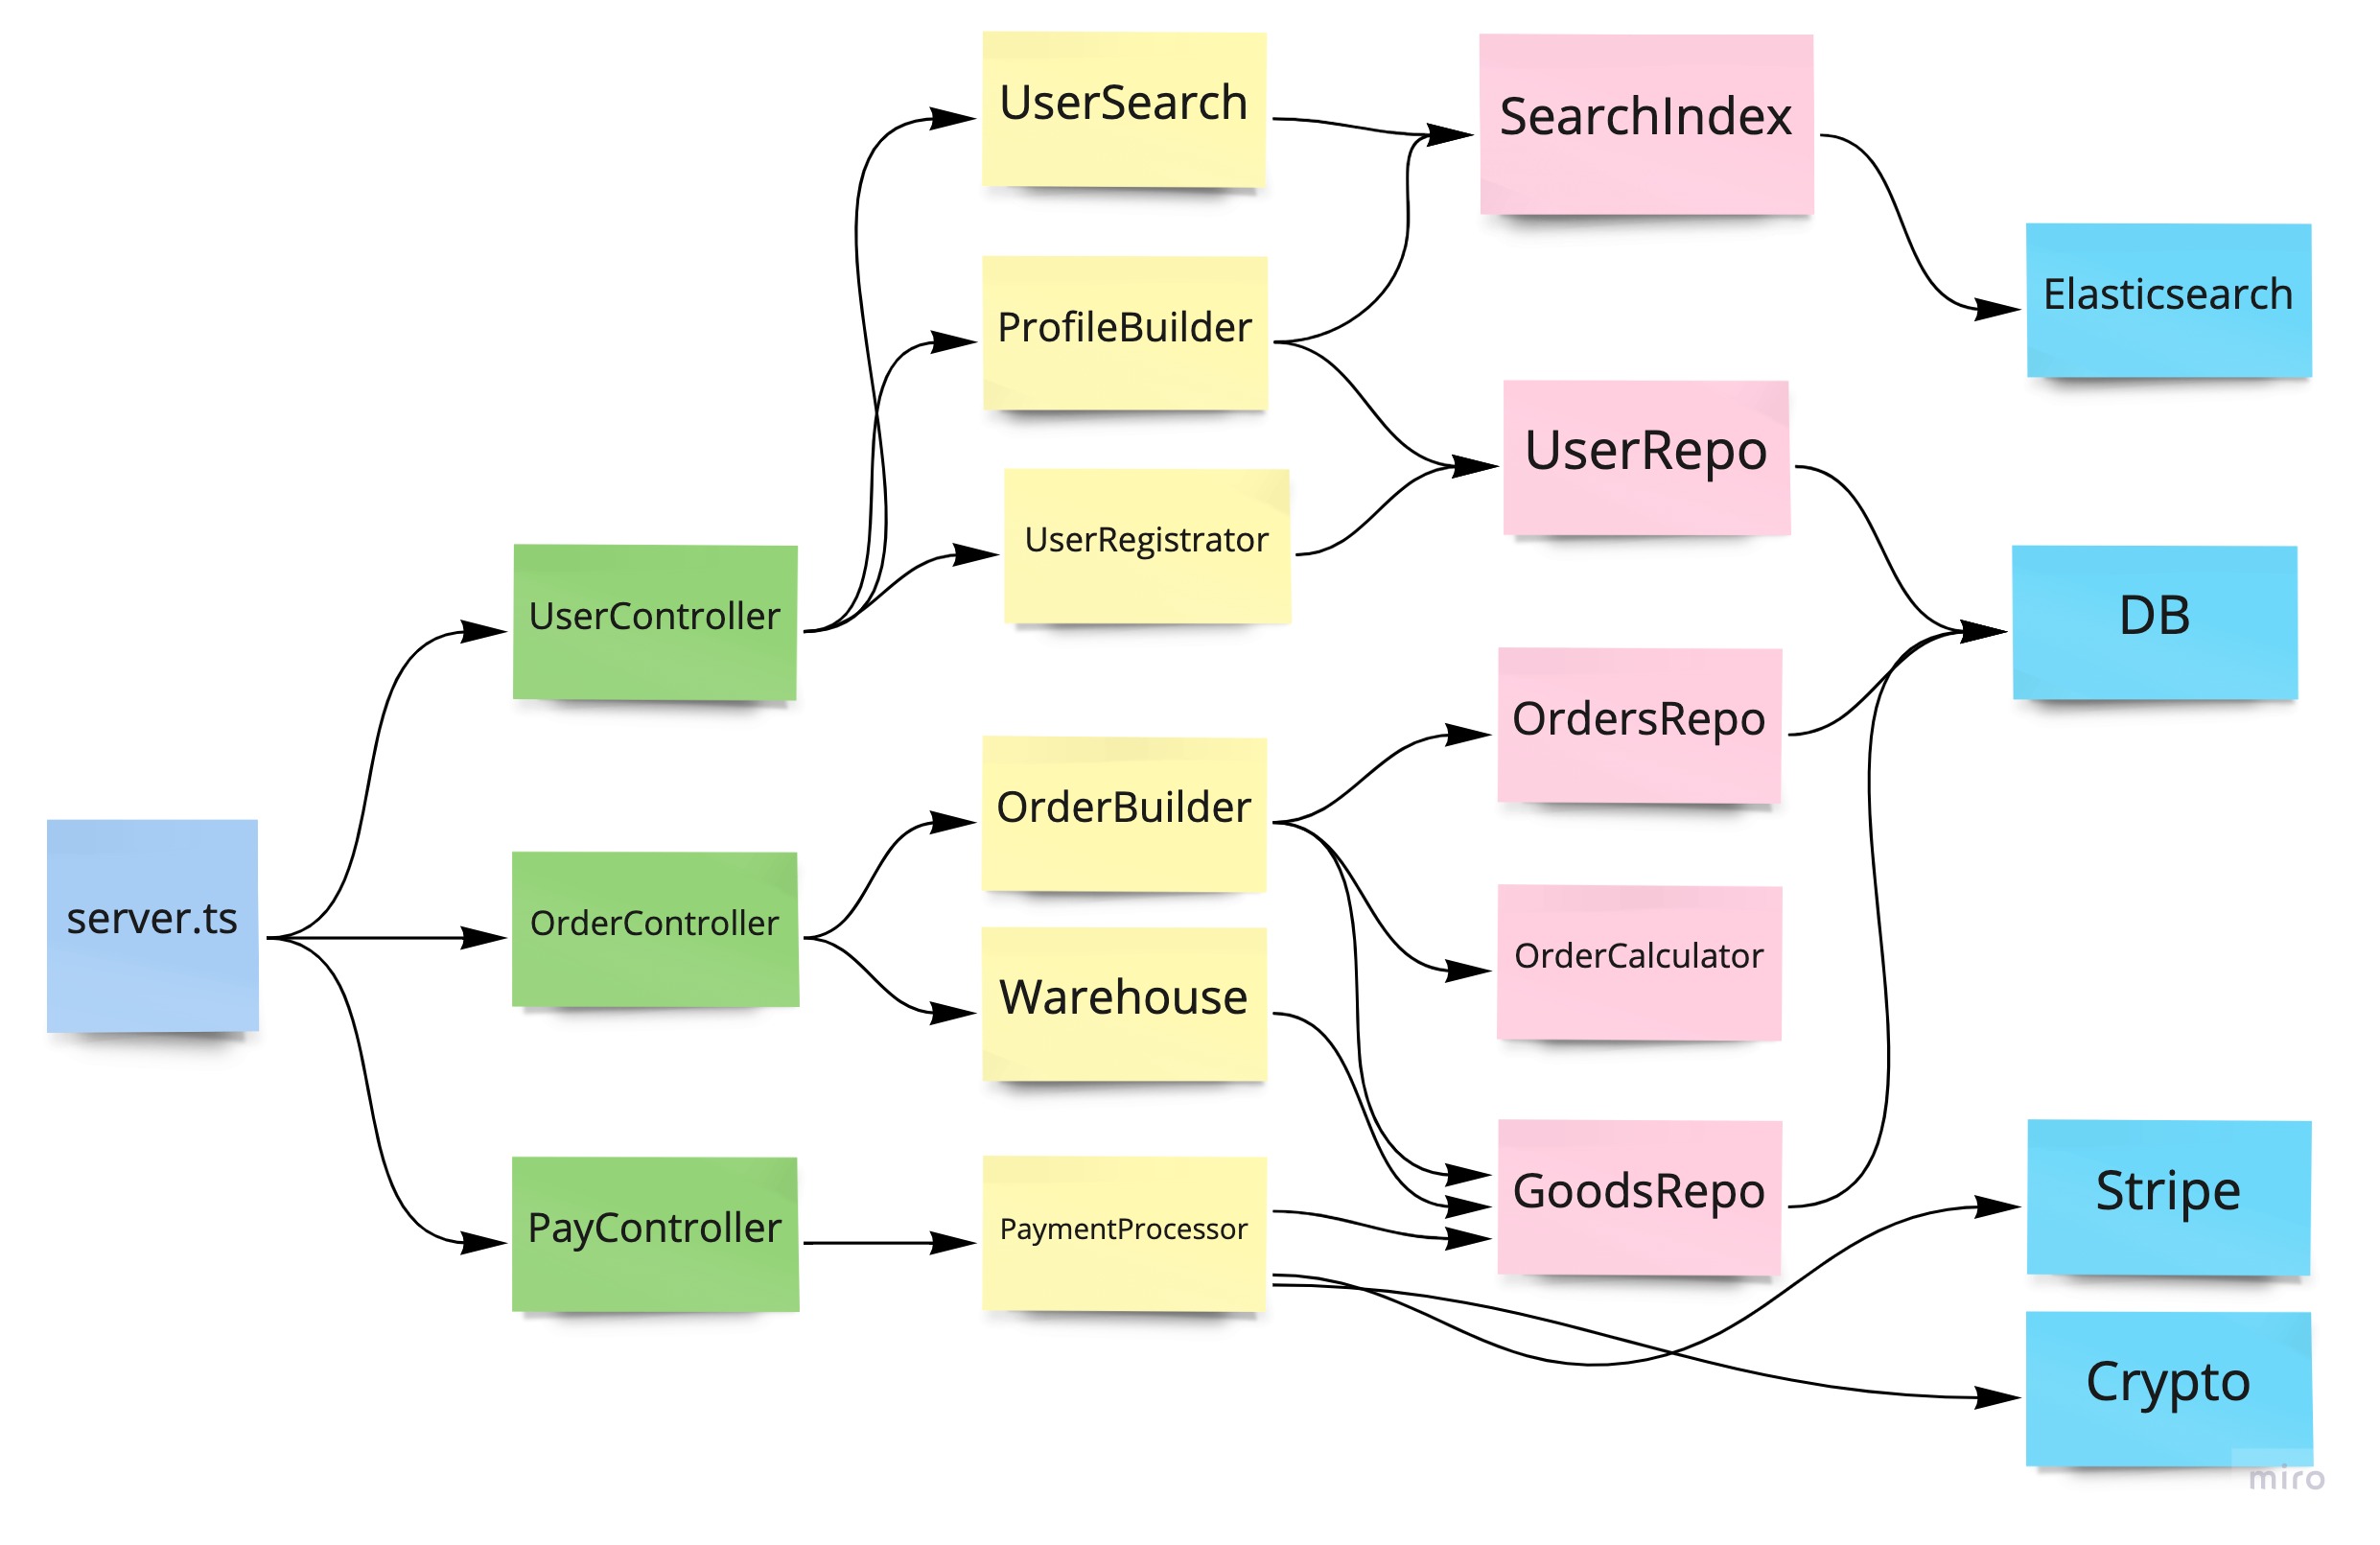 UserSearch
SearchIndex
Elasticsearch
ProfileBuilder
UserRepo
UserRegistrator
UserController
DB
OrdersRepo
OrderBuilder
server.ts
OrderController
OrderCalculator
Warehouse
PayController
PaymentProcessor
GoodsRepo
Stripe
Crypto
miro